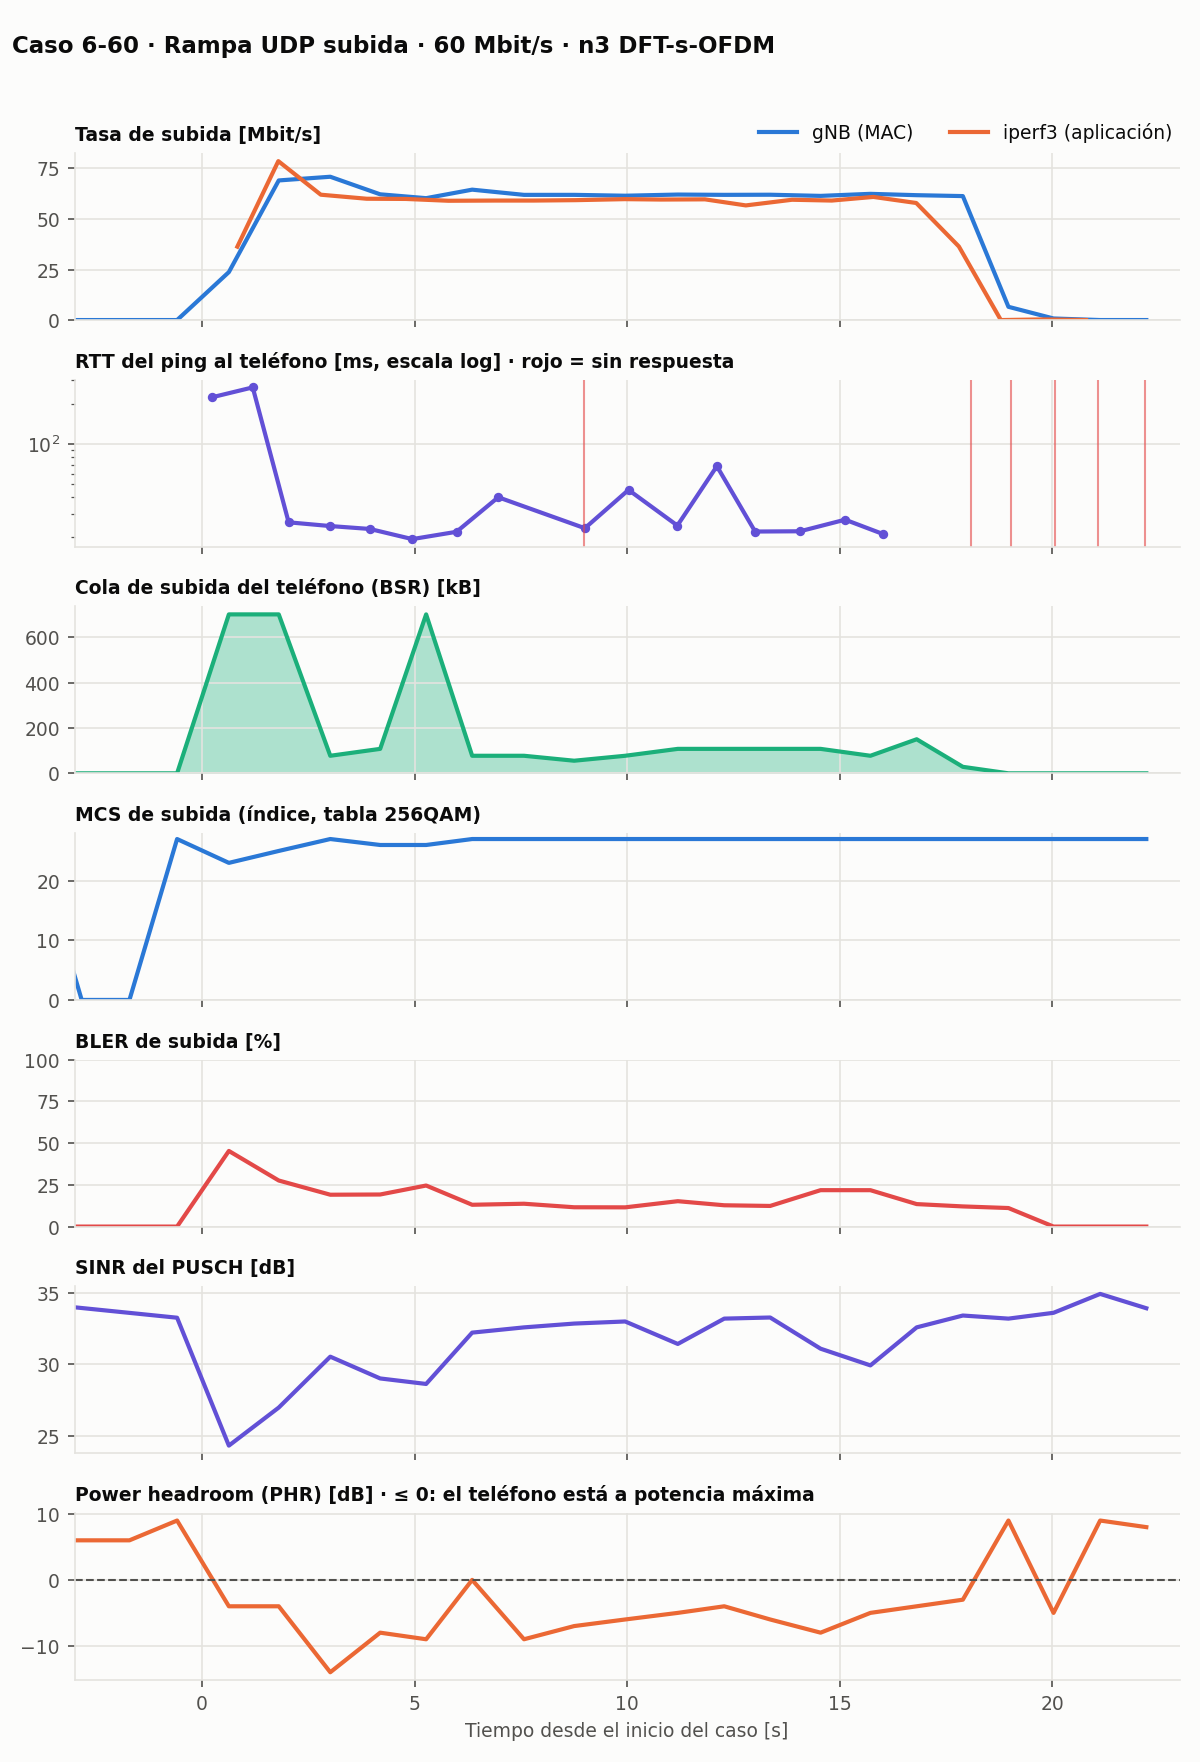 Caso 6-60 · Rampa UDP subida · 60 Mbit/s · n3 DFT-s-OFDM
Tasa de subida [Mbit/s]
gNB (MAC)
iperf3 (aplicación)
75
50
25
0
RTT del ping al teléfono [ms, escala log] · rojo = sin respuesta
10²
Cola de subida del teléfono (BSR) [kB]
600
400
200
0
MCS de subida (índice, tabla 256QAM)
20
10
0
BLER de subida [%]
100
75
50
25
0
SINR del PUSCH [dB]
35
30
25
Power headroom (PHR) [dB] · ≤ 0: el teléfono está a potencia máxima
10
0
−10
0 5 10 15 20
Tiempo desde el inicio del caso [s]